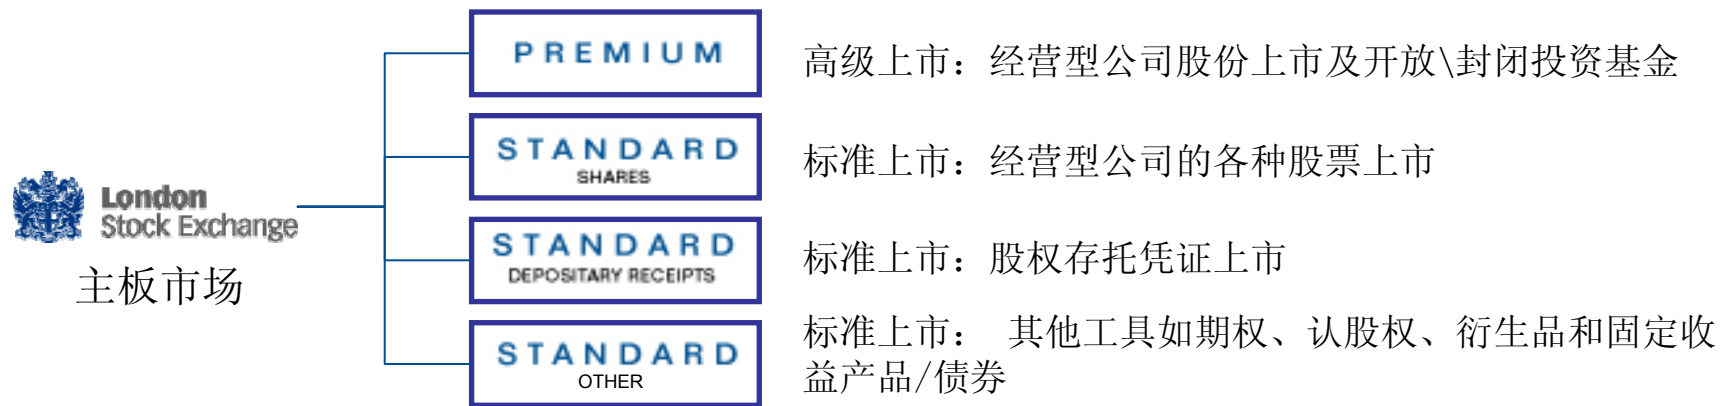 PREMIUM
高级上市：经营型公司股份上市及开放\封闭投资基金
STANDARD
SHARES
标准上市：经营型公司的各种股票上市
London
Stock Exchange
主板市场
STANDARD
DEPOSITARY RECEIPTS
标准上市：股权存托凭证上市
STANDARD
OTHER
标准上市： 其他工具如期权、认股权、衍生品和固定收
益产品/债券